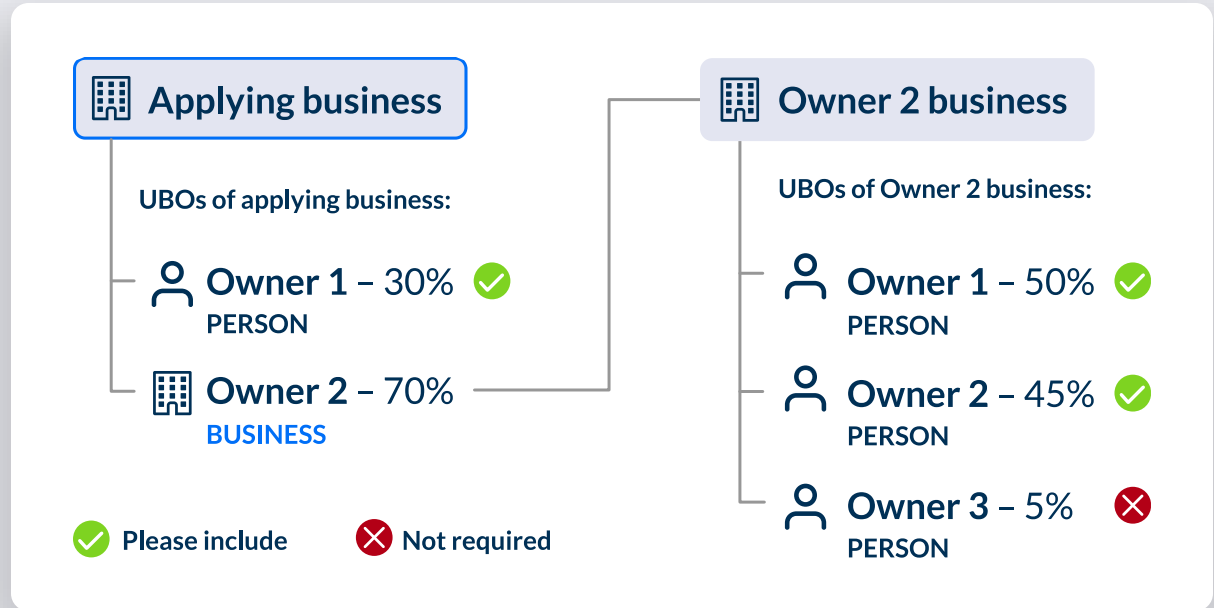 Applying business
UBOs of applying business:
Owner 1 – 30%
PERSON
Owner 2 – 70%
BUSINESS
Owner 2 business
UBOs of Owner 2 business:
Owner 1 – 50%
PERSON
Owner 2 – 45%
PERSON
Owner 3 – 5%
PERSON
Please include
Not required